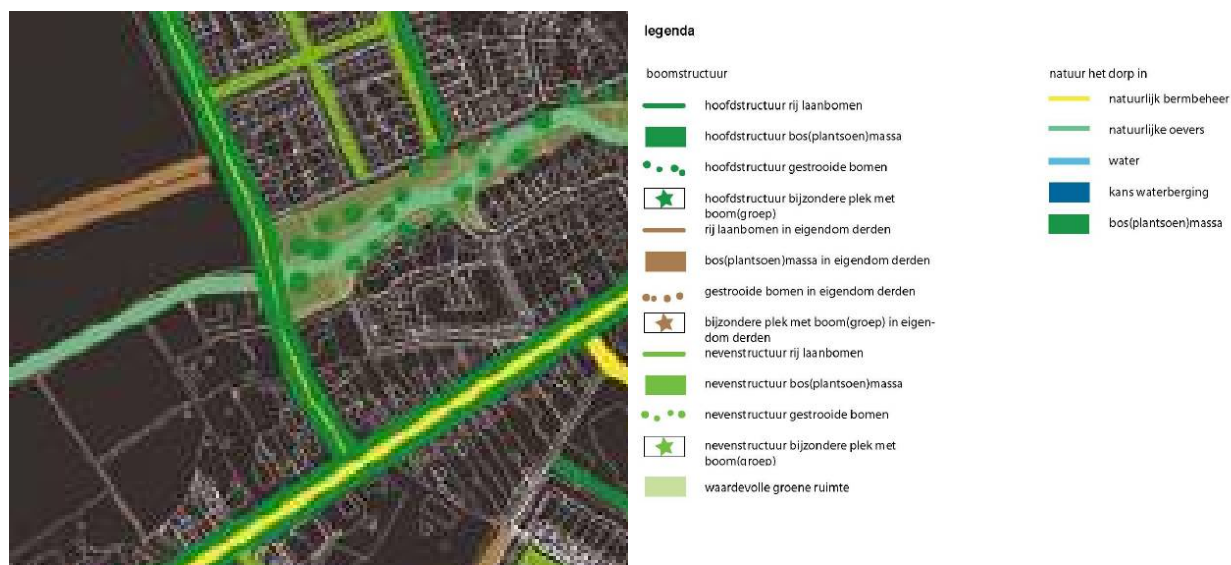 legenda
boomstructuur
hoofdstructuur rij laanbomen
hoofdstructuur bos(plantsoen)massa
hoofdstructuur gestrooide bomen
hoofdstructuur bijzondere plek met
boom(groep)
rij laanbomen in eigendom derden
bos(plantsoen)massa in eigendom derden
gestrooide bomen in eigendom derden
bijzondere plek met boom(groep) in eigen-
dom derden
nevenstructuur rij laanbomen
nevenstructuur bos(plantsoen)massa
nevenstructuur gestrooide bomen
nevenstructuur bijzondere plek met
boom(groep)
waardevolle groene ruimte
natuur het dorp in
natuurlijk bermbeheer
natuurlijke oevers
water
kans waterberging
bos(plantsoen)massa